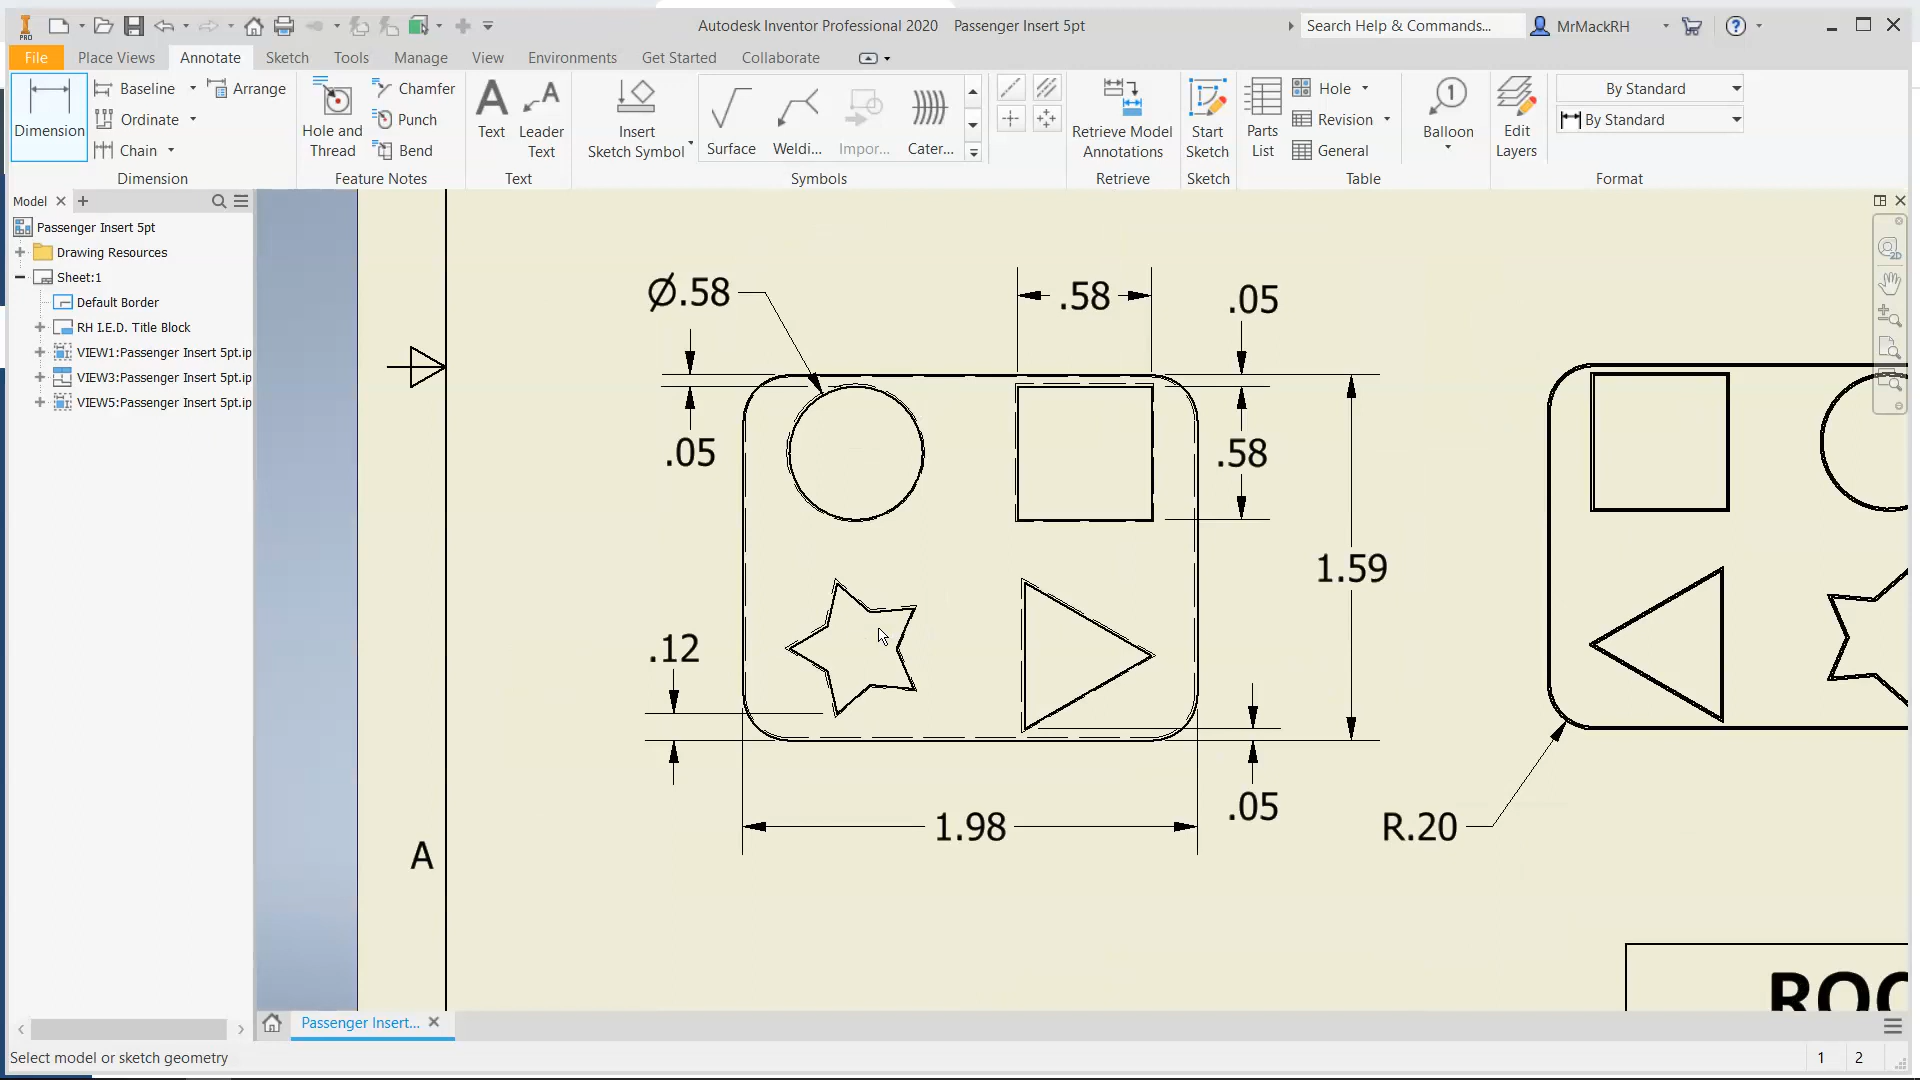 Autodesk Inventor Professional 2020 Passenger Insert 5pt
Search Help & Commands...
MrMackRH
PRO
File Place Views Annotate Sketch Tools Manage View Environments Get Started Collaborate
Dimension
Baseline
Arrange
Ordinate
Chain
Dimension
Hole and
Thread
Chamfer
Punch
Bend
Feature Notes
Text
Leader
Text
Text
Insert
Sketch Symbol
Surface
Weldi...
Impor...
Cater...
Symbols
Retrieve Model
Annotations
Retrieve
Start
Sketch
Sketch
Parts
List
Hole
Revision
General
Table
Balloon
Edit
Layers
By Standard
By Standard
Format
Model
Passenger Insert 5pt
Drawing Resources
Sheet:1
Default Border
RH I.E.D. Title Block
VIEW1:Passenger Insert 5pt.ip
VIEW3:Passenger Insert 5pt.ip
VIEW5:Passenger Insert 5pt.ip
2D
Ø.58
.58
.05
.05
.58
1.59
.12
.05
1.98
R.20
A
Passenger Insert...
Select model or sketch geometry
1 2